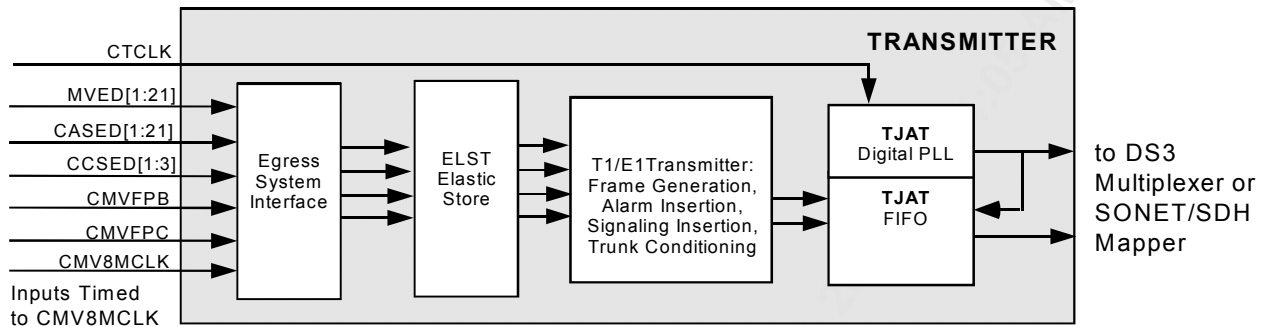 TRANSMITTER
CTCLK
MVED[1:21]
CASED[1:21]
CCSED[1:3]
CMVFPB
CMVFPC
CMV8MCLK
Inputs Timed
to CMV8MCLK
Egress
System
Interface
ELST
Elastic
Store
T1/E1Transmitter:
Frame Generation,
Alarm Insertion,
Signaling Insertion,
Trunk Conditioning
TJAT
Digital PLL
TJAT
FIFO
to DS3
Multiplexer or
SONET/SDH
Mapper